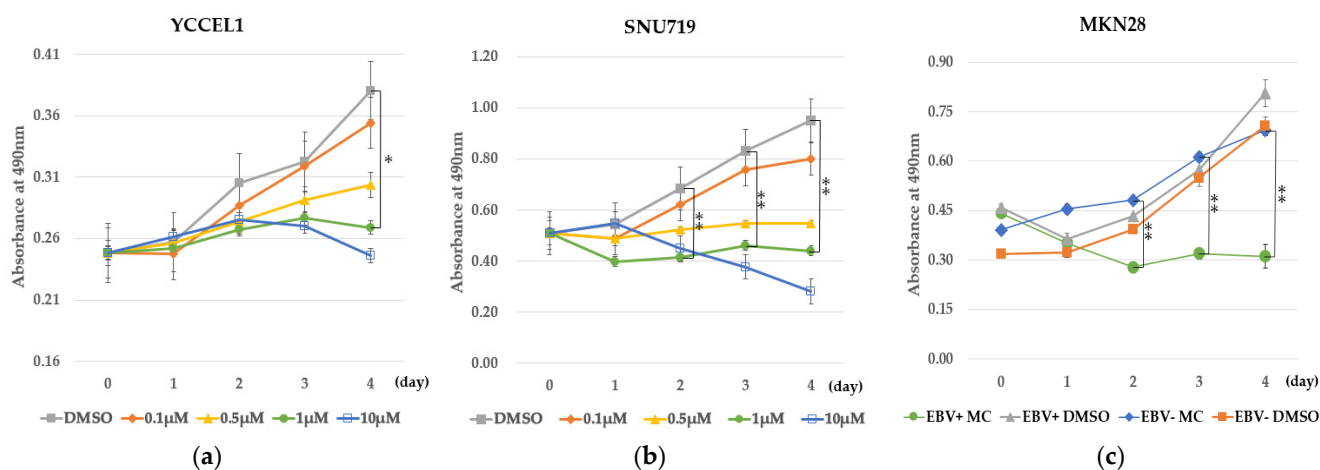 YCCEL1
Absorbance at 490nm
0.41
0.36
0.31
0.26
0.21
0.16
*
0 1 2 3 4 (day)
DMSO 0.1μM 0.5μM 1μM 10μM
(a)
SNU719
Absorbance at 490nm
1.20
1.00
0.80
0.60
0.40
0.20
0.00
** ** **
0 1 2 3 4 (day)
DMSO 0.1μM 0.5μM 1μM 10μM
(b)
MKN28
Absorbance at 490nm
0.90
0.75
0.60
0.45
0.30
0.15
0.00
** ** **
0 1 2 3 4 (day)
EBV+ MC EBV+ DMSO EBV- MC EBV- DMSO
(c)